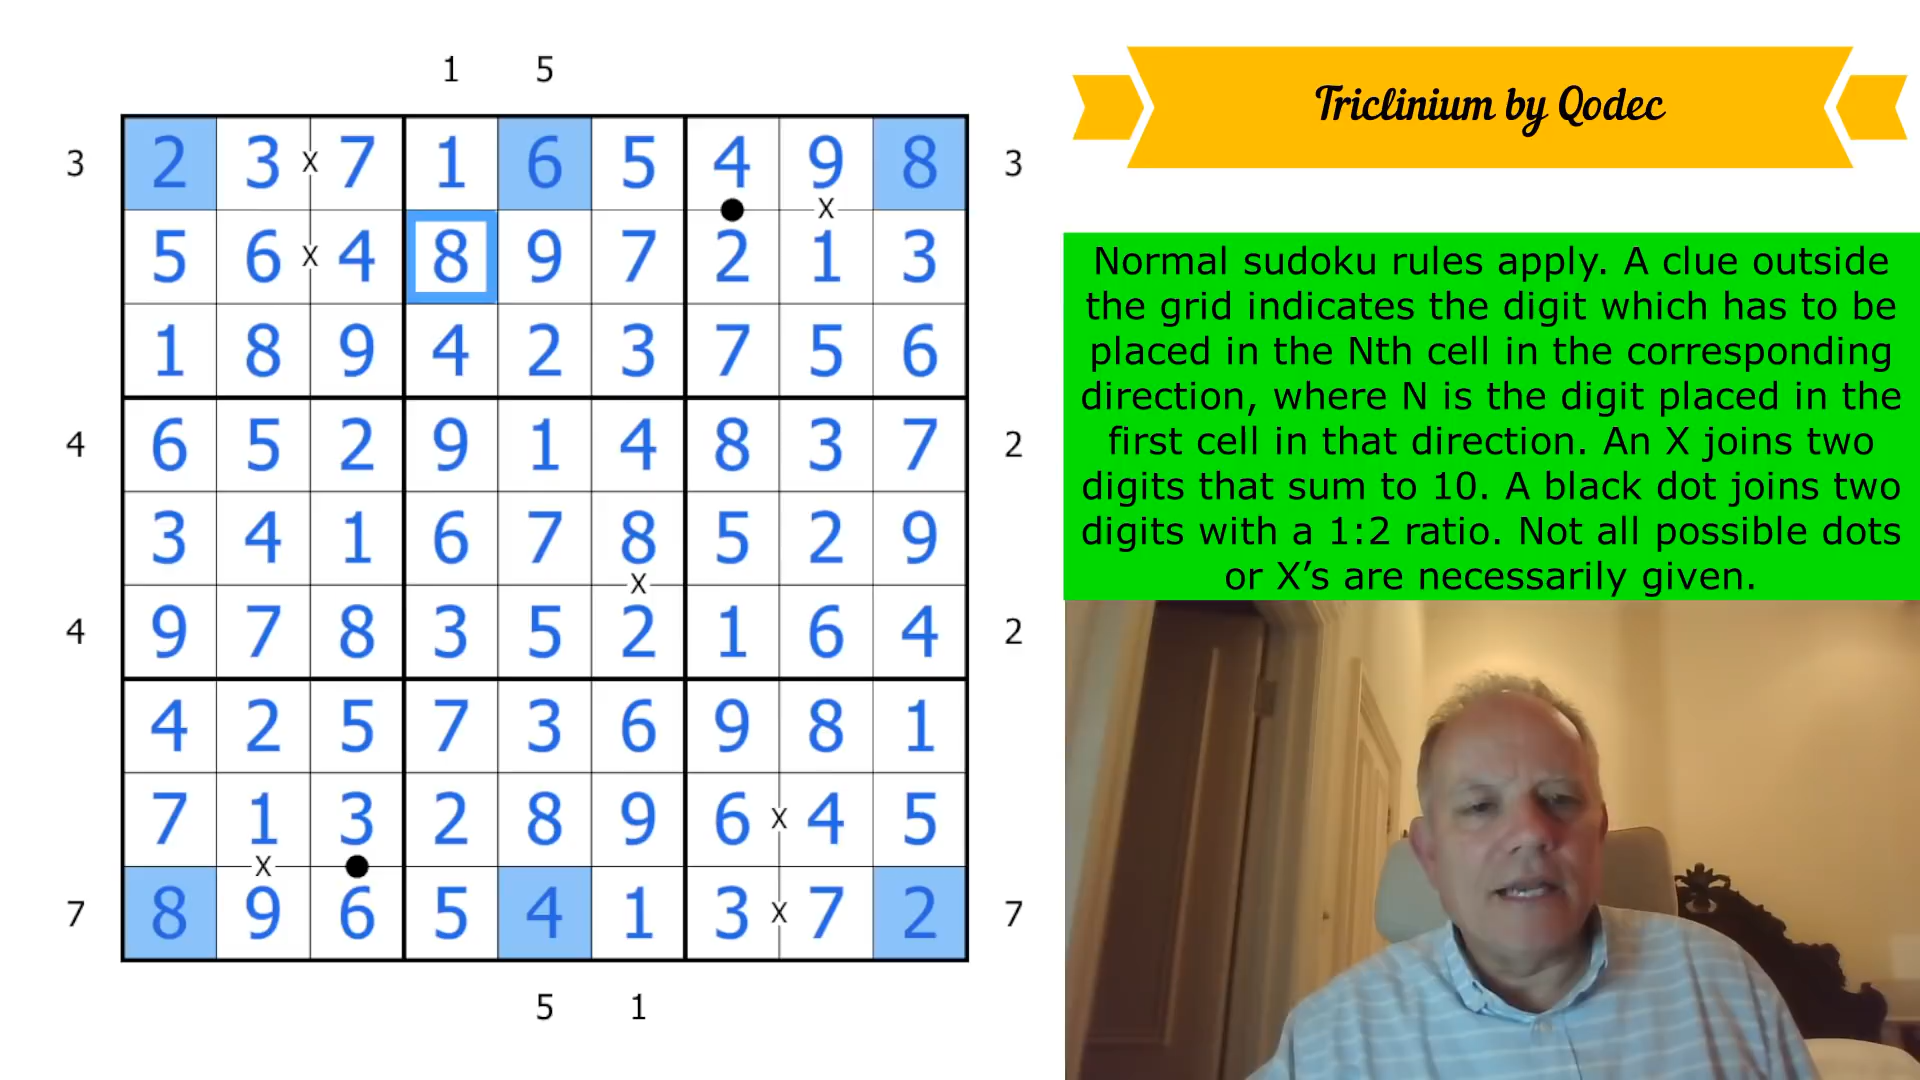 Triclinium by Qodec
1 5
3 2 3 x 7 1 6 5 4 9 8 3
x
5 6 x 4 8 9 7 2 1 3
1 8 9 4 2 3 7 5 6
4 6 5 2 9 1 4 8 3 7 2
3 4 1 6 7 8 5 2 9
x
4 9 7 8 3 5 2 1 6 4 2
4 2 5 7 3 6 9 8 1
7 1 3 2 8 9 6 x 4 5
x
7 8 9 6 5 4 1 3 x 7 2 7
5 1
Normal sudoku rules apply. A clue outside
the grid indicates the digit which has to be
placed in the Nth cell in the corresponding
direction, where N is the digit placed in the
first cell in that direction. An X joins two
digits that sum to 10. A black dot joins two
digits with a 1:2 ratio. Not all possible dots
or X’s are necessarily given.